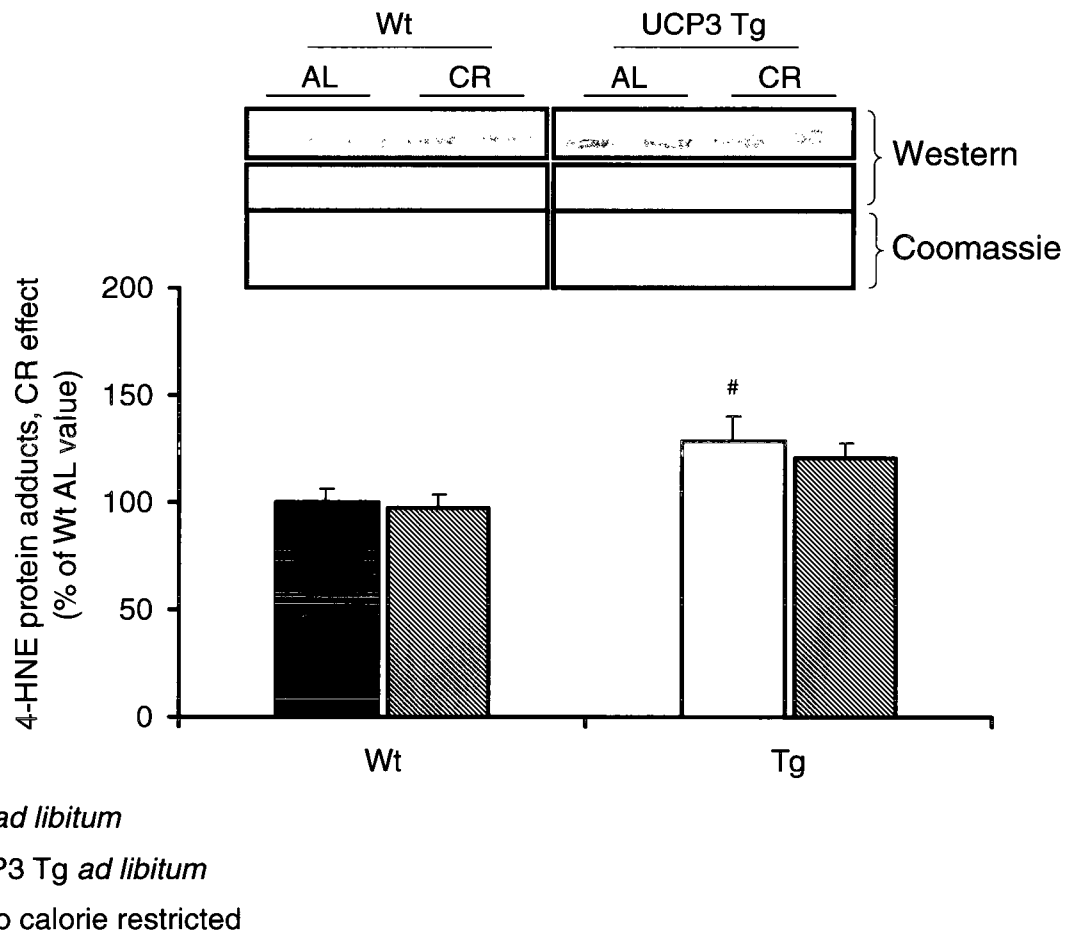 Wt UCP3 Tg
AL CR AL CR
Western
Coomassie
4-HNE protein adducts, CR effect
(% of Wt AL value)
200
150
100
50
0
#
Wt Tg
ad libitum
Tg ad libitum
calorie restricted